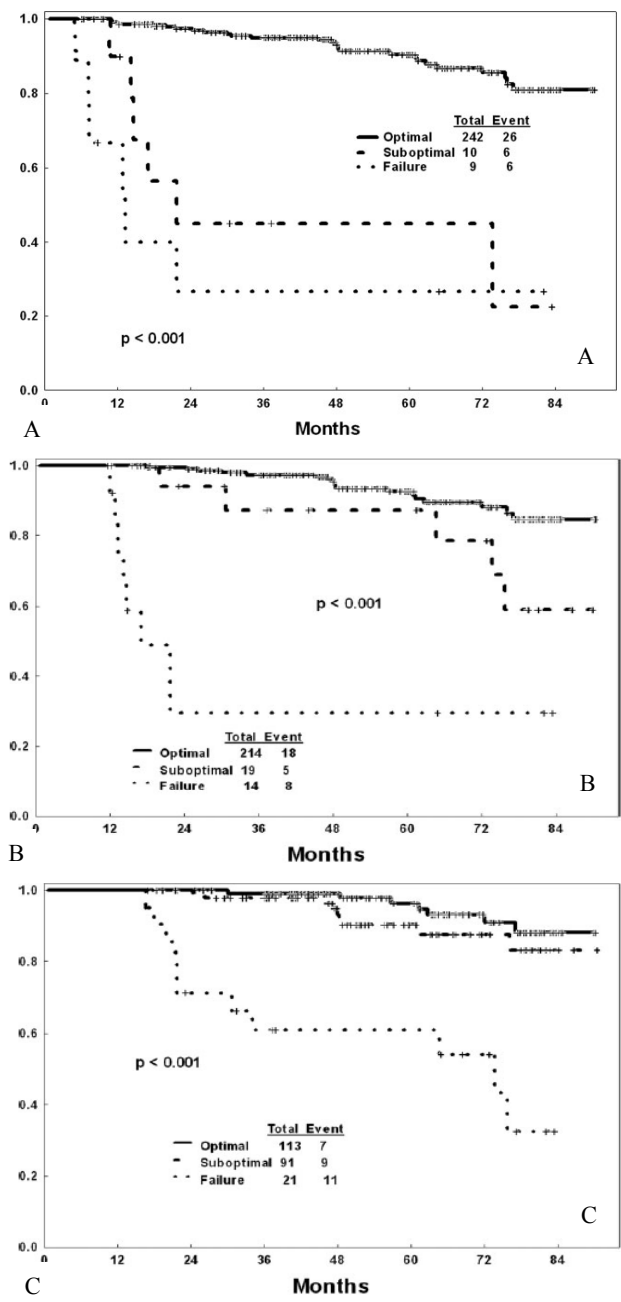 1.0
0.8
Total Event
Optimal 242 26
Suboptimal 10 6
Failure 9 6
0.6
0.4
0.2
p < 0.001
A
0.0
12 24 36 48 60 72 84
A
Months
1.0
0.8
p < 0.001
0.6
0.4
Total Event
Optimal 214 18
0.2
Suboptimal 19 5
B
Failure 14 8
0.0
9 12 24 36 48 60 72 84
B
Months
1.0
0.8
0.6
p < 0.001
0.4
Total Event
Optimal 113 7
0.2
Suboptimal 91 9
Failure 21 11
C
0.0
12 24 36 48 60 72 84
C
Months